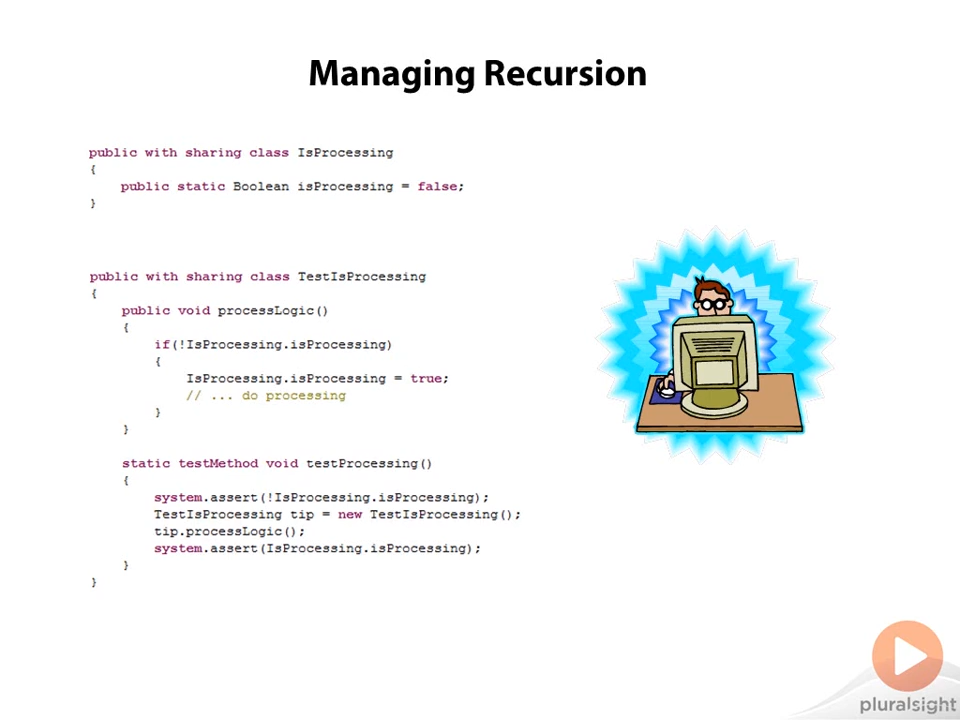 Managing Recursion
public with sharing class IsProcessing
{
public static Boolean isProcessing = false;
}
public with sharing class TestIsProcessing
{
public void processLogic()
{
if(!IsProcessing.isProcessing)
{
IsProcessing.isProcessing = true;
// ... do processing
}
}
static testMethod void testProcessing()
{
system.assert(!IsProcessing.isProcessing);
TestIsProcessing tip = new TestIsProcessing();
tip.processLogic();
system.assert(IsProcessing.isProcessing);
}
}
pluralsight